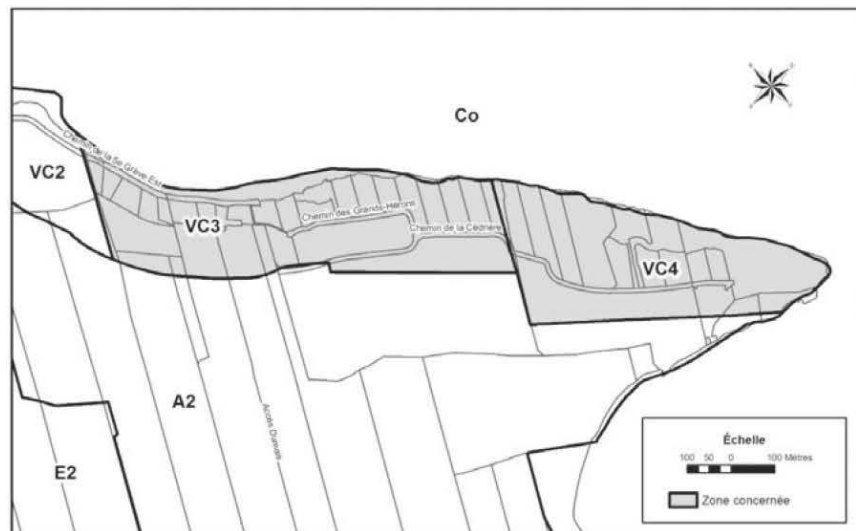 Co
Chemin de la 5e Grève Est
VC2
Chemin des Grands-Hérons
VC3
Chemin de la Cédrière
VC4
A2
Accès Dumais
E2
Échelle
100 50 0 100 Mètres
Zone concernée